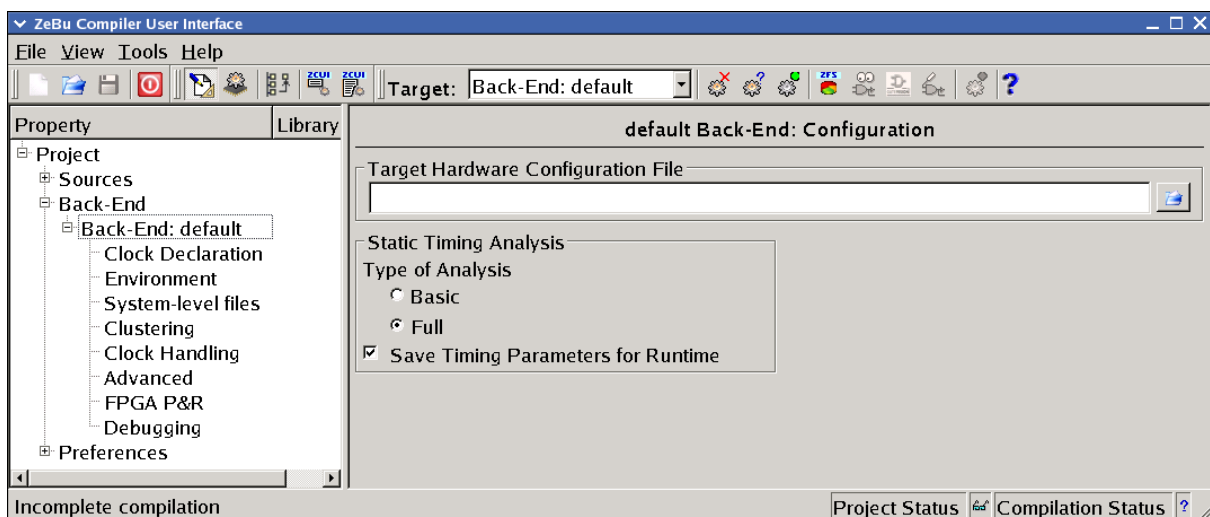 ZeBu Compiler User Interface
File View Tools Help
ZCUI ZCUI Target: Back-End: default ZFS ?
Property Library
Project
Sources
Back-End
Back-End: default
Clock Declaration
Environment
System-level files
Clustering
Clock Handling
Advanced
FPGA P&R
Debugging
Preferences
default Back-End: Configuration
Target Hardware Configuration File
Static Timing Analysis
Type of Analysis
Basic
Full
Save Timing Parameters for Runtime
Incomplete compilation Project Status Compilation Status ?